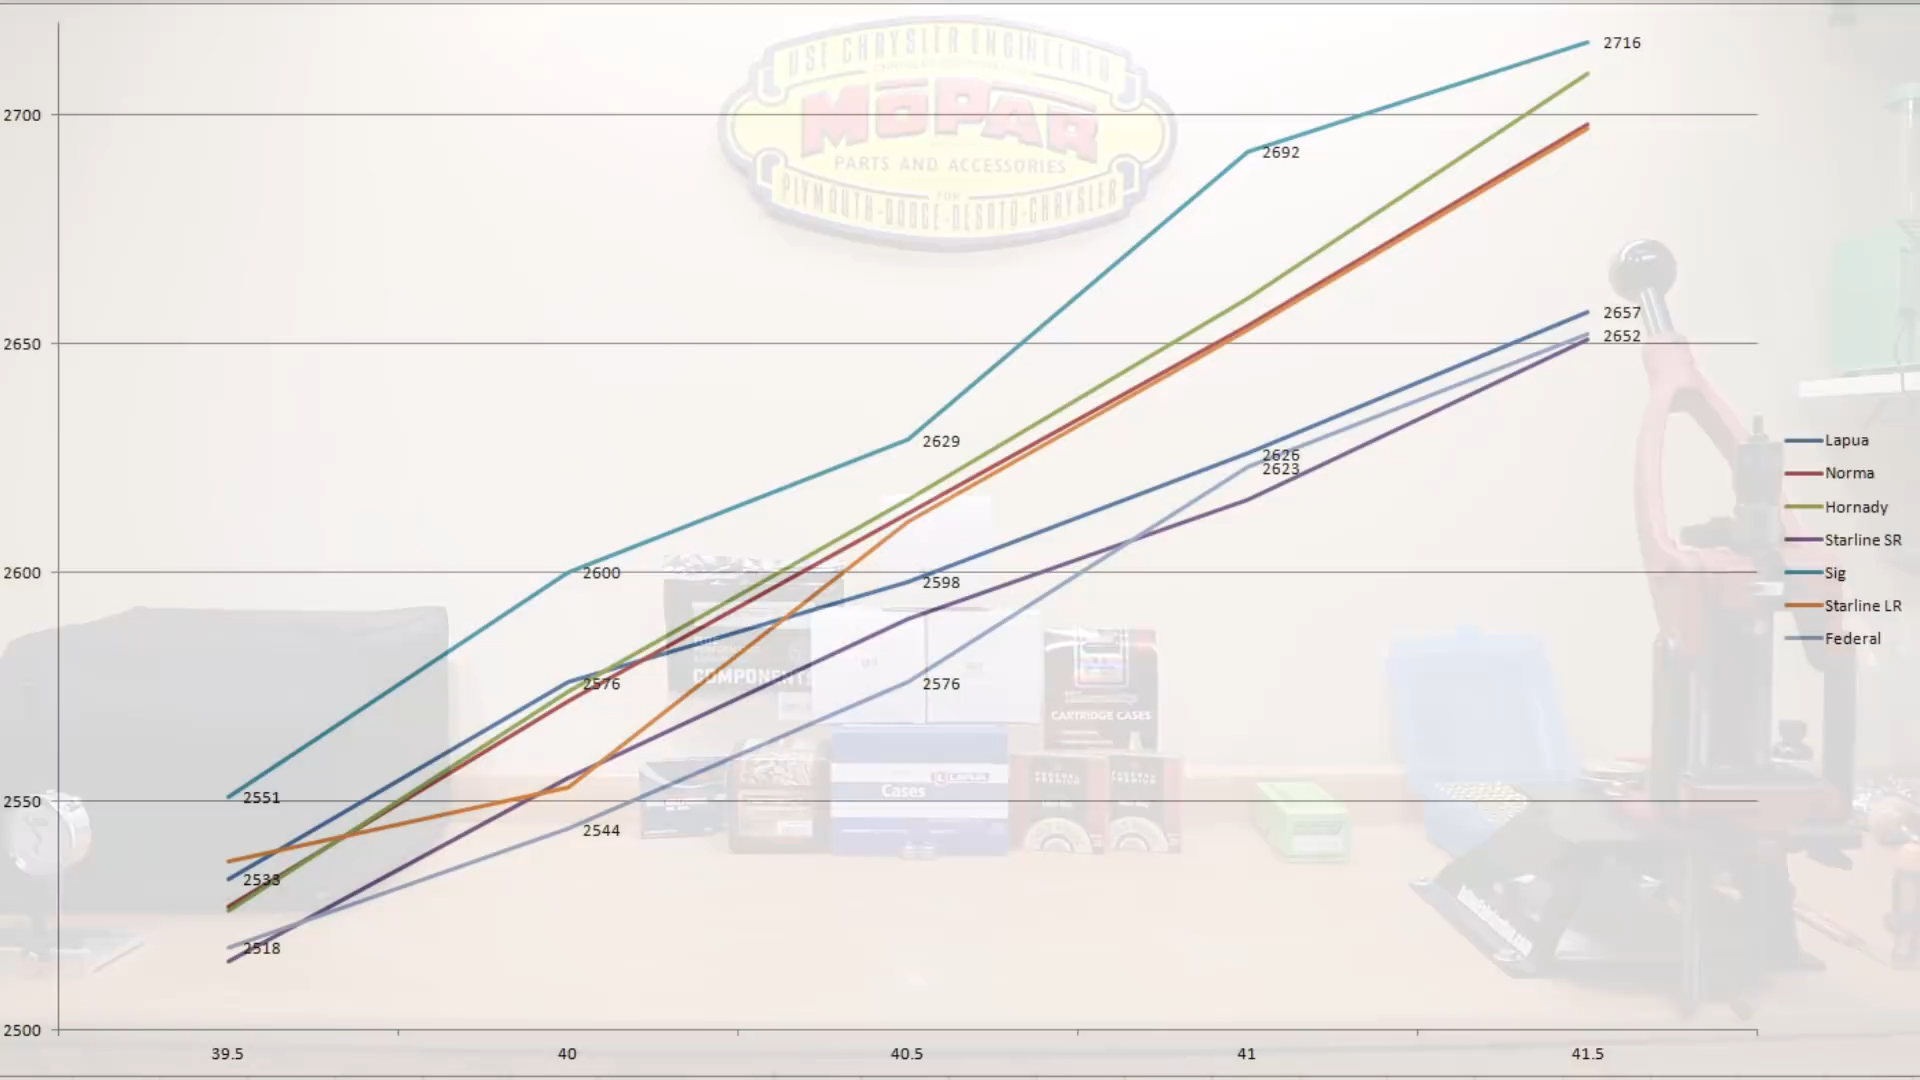 USE CHRYSLER ENGINEERED
MOPAR
PARTS AND ACCESSORIES
FOR
PLYMOUTH-DODGE-DESOTO-CHRYSLER
2700
2650
2600
2550
2500
39.5
40
40.5
41
41.5
2716
2692
2657
2652
2629
2626
2623
2600
2598
2576
2576
2551
2544
2533
2518
Lapua
Norma
Hornady
Starline SR
Sig
Starline LR
Federal
COMPONENTS
CARTRIDGE CASES
LAPUA
Cases